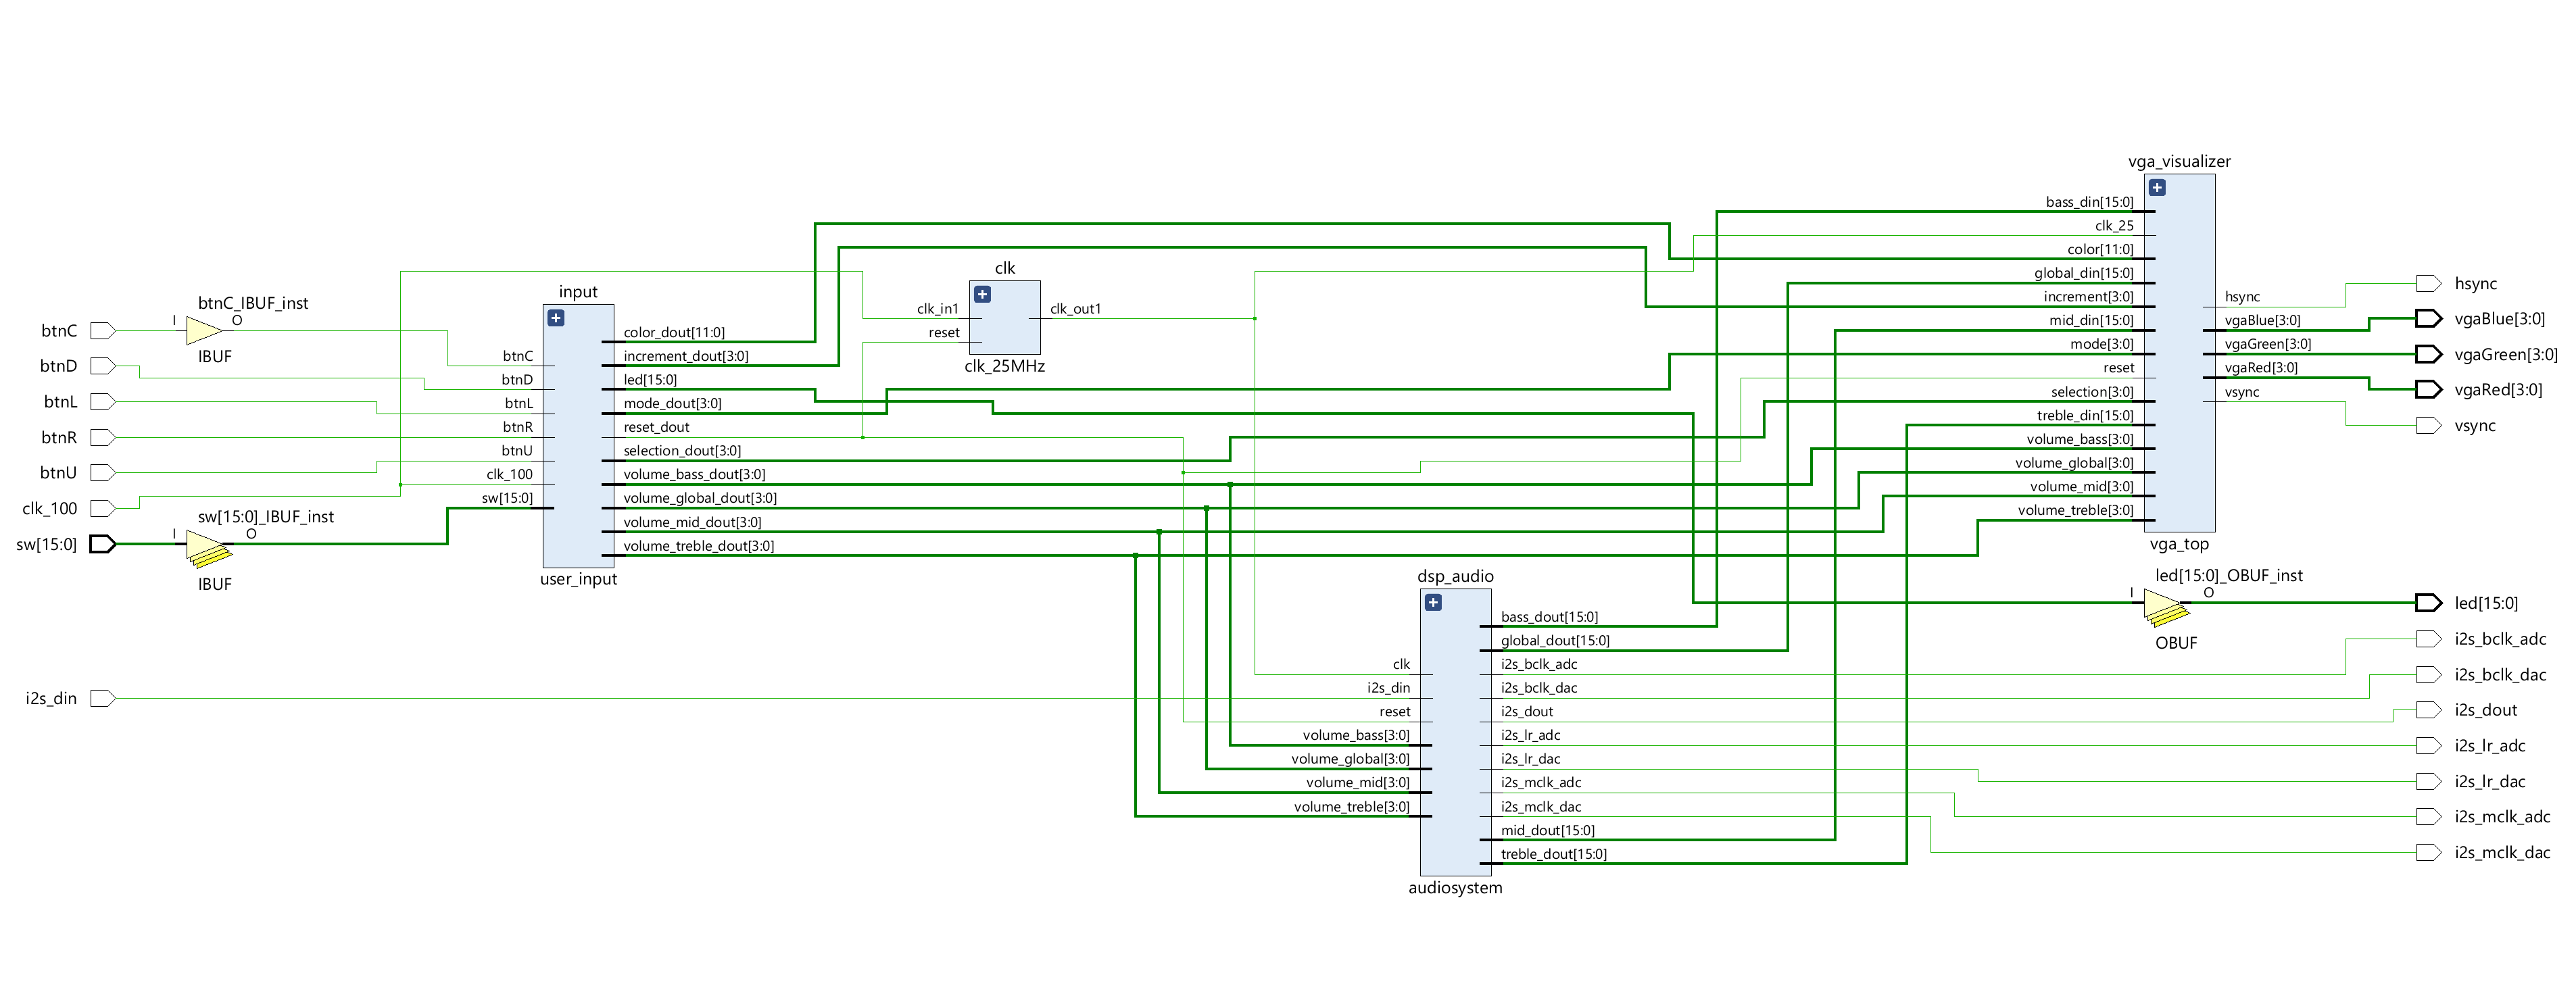 btnC
btnD
btnL
btnR
btnU
clk_100
sw[15:0]
i2s_din
btnC_IBUF_inst
I
O
IBUF
sw[15:0]_IBUF_inst
I
O
IBUF
input
btnC
btnD
btnL
btnR
btnU
clk_100
sw[15:0]
color_dout[11:0]
increment_dout[3:0]
led[15:0]
mode_dout[3:0]
reset_dout
selection_dout[3:0]
volume_bass_dout[3:0]
volume_global_dout[3:0]
volume_mid_dout[3:0]
volume_treble_dout[3:0]
user_input
clk
clk_in1
reset
clk_out1
clk_25MHz
dsp_audio
clk
i2s_din
reset
volume_bass[3:0]
volume_global[3:0]
volume_mid[3:0]
volume_treble[3:0]
bass_dout[15:0]
global_dout[15:0]
i2s_bclk_adc
i2s_bclk_dac
i2s_dout
i2s_lr_adc
i2s_lr_dac
i2s_mclk_adc
i2s_mclk_dac
mid_dout[15:0]
treble_dout[15:0]
audiosystem
vga_visualizer
bass_din[15:0]
clk_25
color[11:0]
global_din[15:0]
increment[3:0]
mid_din[15:0]
mode[3:0]
reset
selection[3:0]
treble_din[15:0]
volume_bass[3:0]
volume_global[3:0]
volume_mid[3:0]
volume_treble[3:0]
hsync
vgaBlue[3:0]
vgaGreen[3:0]
vgaRed[3:0]
vsync
vga_top
led[15:0]_OBUF_inst
I
O
OBUF
hsync
vgaBlue[3:0]
vgaGreen[3:0]
vgaRed[3:0]
vsync
led[15:0]
i2s_bclk_adc
i2s_bclk_dac
i2s_dout
i2s_lr_adc
i2s_lr_dac
i2s_mclk_adc
i2s_mclk_dac